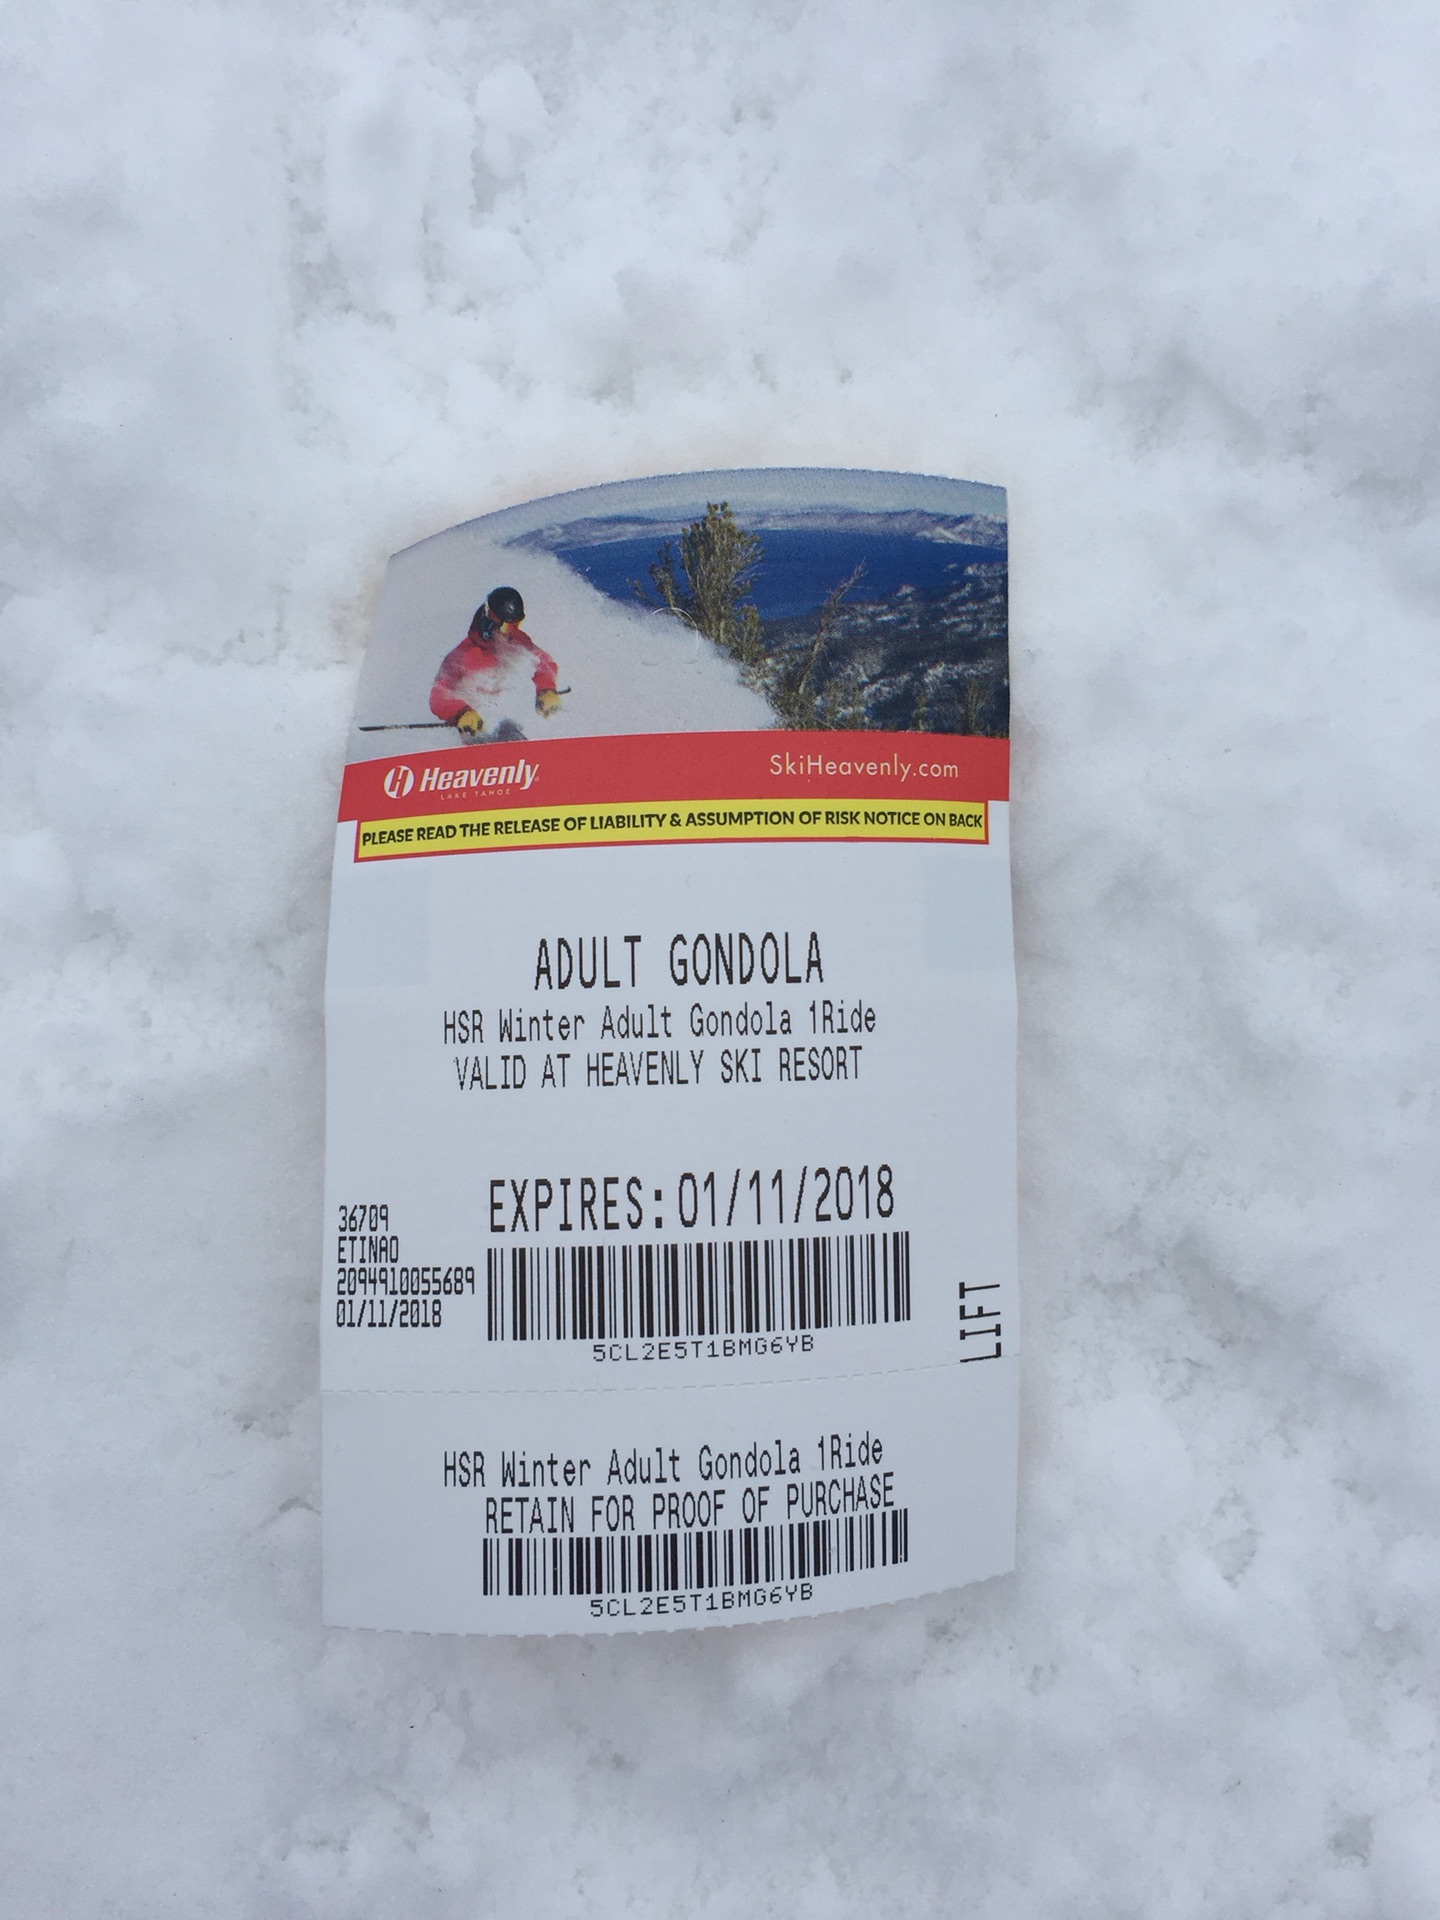 Heavenly
LAKE TAHOE
SkiHeavenly.com
PLEASE READ THE RELEASE OF LIABILITY & ASSUMPTION OF RISK NOTICE ON BACK
ADULT GONDOLA
HSR Winter Adult Gondola 1Ride
VALID AT HEAVENLY SKI RESORT
EXPIRES: 01/11/2018
36709
ETINAO
2094910055689
01/11/2018
5CL2E5T1BMG6YB
LIFT
HSR Winter Adult Gondola 1Ride
RETAIN FOR PROOF OF PURCHASE
5CL2E5T1BMG6YB